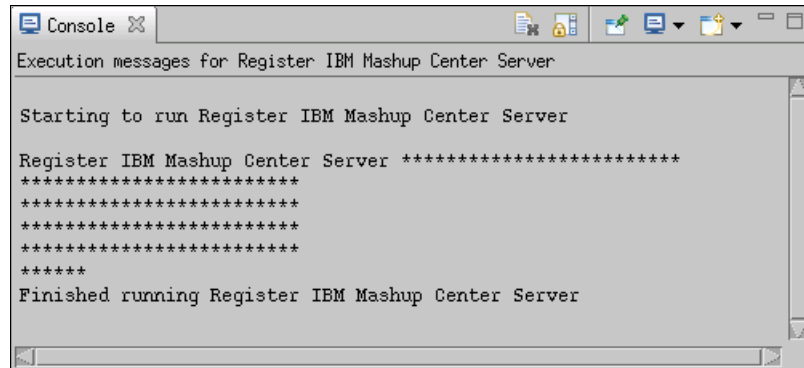 Console
Execution messages for Register IBM Mashup Center Server
Starting to run Register IBM Mashup Center Server
Register IBM Mashup Center Server *************************
*************************
*************************
*************************
*************************
******
Finished running Register IBM Mashup Center Server